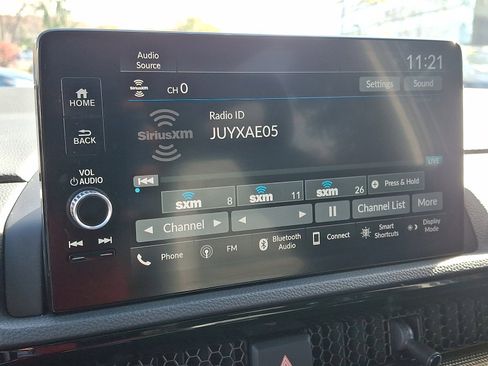 Audio
Source
11:21
SiriusXM
CH 0
Settings
Sound
HOME
Radio ID
SiriusXM
JUYXAE05
BACK
VOL
AUDIO
LIVE
sxm 8
sxm 11
sxm 26
Press & Hold
Channel
Channel List
More
Phone
FM
Bluetooth
Audio
Connect
Smart
Shortcuts
Display
Mode